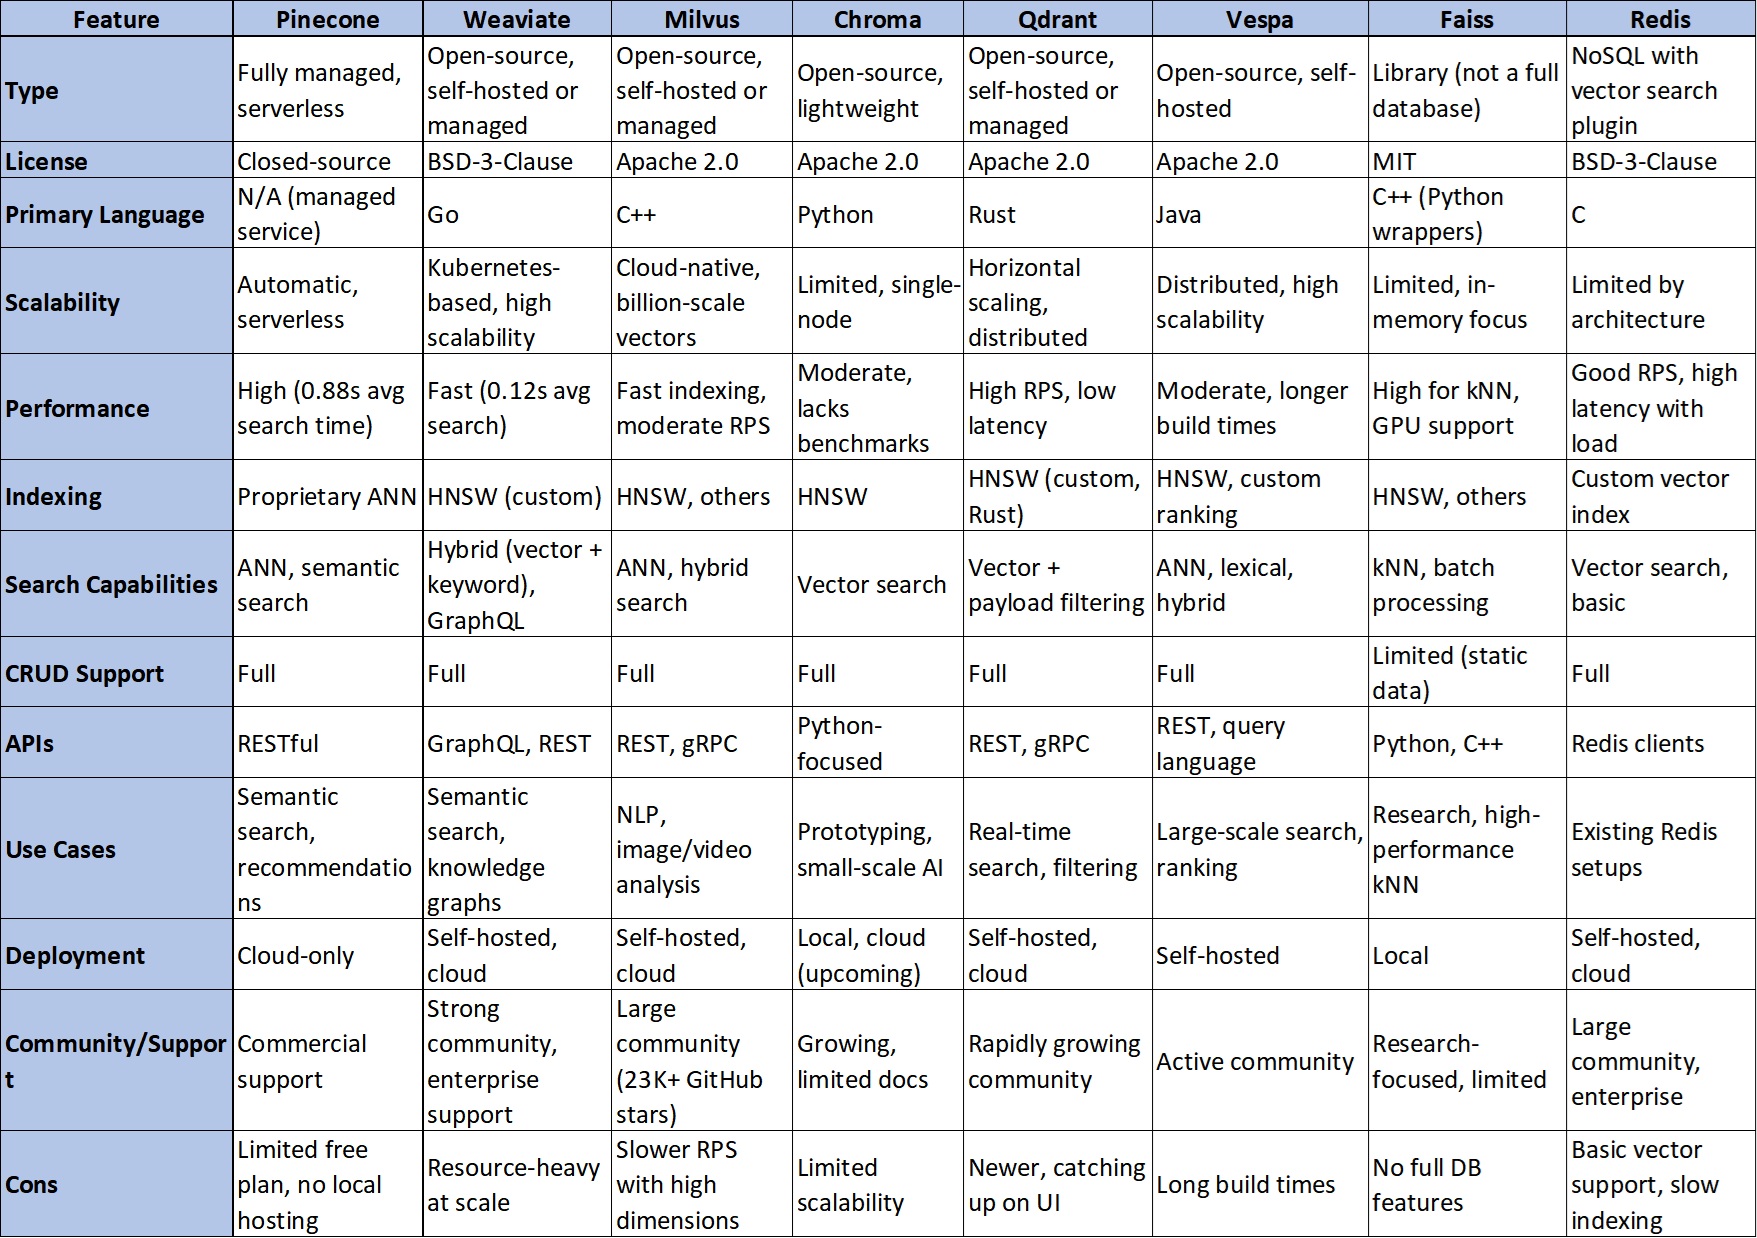 Feature Pinecone Weaviate Milvus Chroma Qdrant Vespa Faiss Redis
Type
Fully managed,
serverless
Open-source,
self-hosted or
managed
Open-source,
self-hosted or
managed
Open-source,
lightweight
Open-source,
self-hosted or
managed
Open-source, self-
hosted
Library (not a full
database)
NoSQL with
vector search
plugin
License
Closed-source
BSD-3-Clause
Apache 2.0
Apache 2.0
Apache 2.0
Apache 2.0
MIT
BSD-3-Clause
Primary Language
N/A (managed
service)
Go
C++
Python
Rust
Java
C++ (Python
wrappers)
C
Scalability
Automatic,
serverless
Kubernetes-
based, high
scalability
Cloud-native,
billion-scale
vectors
Limited, single-
node
Horizontal
scaling,
distributed
Distributed, high
scalability
Limited, in-
memory focus
Limited by
architecture
Performance
High (0.88s avg
search time)
Fast (0.12s avg
search)
Fast indexing,
moderate RPS
Moderate,
lacks
benchmarks
High RPS, low
latency
Moderate, longer
build times
High for kNN,
GPU support
Good RPS, high
latency with
load
Indexing
Proprietary ANN
HNSW (custom)
HNSW, others
HNSW
HNSW (custom,
Rust)
HNSW, custom
ranking
HNSW, others
Custom vector
index
Search Capabilities
ANN, semantic
search
Hybrid (vector +
keyword),
GraphQL
ANN, hybrid
search
Vector search
Vector +
payload filtering
ANN, lexical,
hybrid
kNN, batch
processing
Vector search,
basic
CRUD Support
Full
Full
Full
Full
Full
Full
Limited (static
data)
Full
APIs
RESTful
GraphQL, REST
REST, gRPC
Python-
focused
REST, gRPC
REST, query
language
Python, C++
Redis clients
Use Cases
Semantic
search,
recommendatio
ns
Semantic
search,
knowledge
graphs
NLP,
image/video
analysis
Prototyping,
small-scale AI
Real-time
search, filtering
Large-scale search,
ranking
Research, high-
performance
kNN
Existing Redis
setups
Deployment
Cloud-only
Self-hosted,
cloud
Self-hosted,
cloud
Local, cloud
(upcoming)
Self-hosted,
cloud
Self-hosted
Local
Self-hosted,
cloud
Community/Suppor
t
Commercial
support
Strong
community,
enterprise
support
Large
community
(23K+ GitHub
stars)
Growing,
limited docs
Rapidly growing
community
Active community
Research-
focused, limited
Large
community,
enterprise
Cons
Limited free
plan, no local
hosting
Resource-heavy
at scale
Slower RPS
with high
dimensions
Limited
scalability
Newer, catching
up on UI
Long build times
No full DB
features
Basic vector
support, slow
indexing